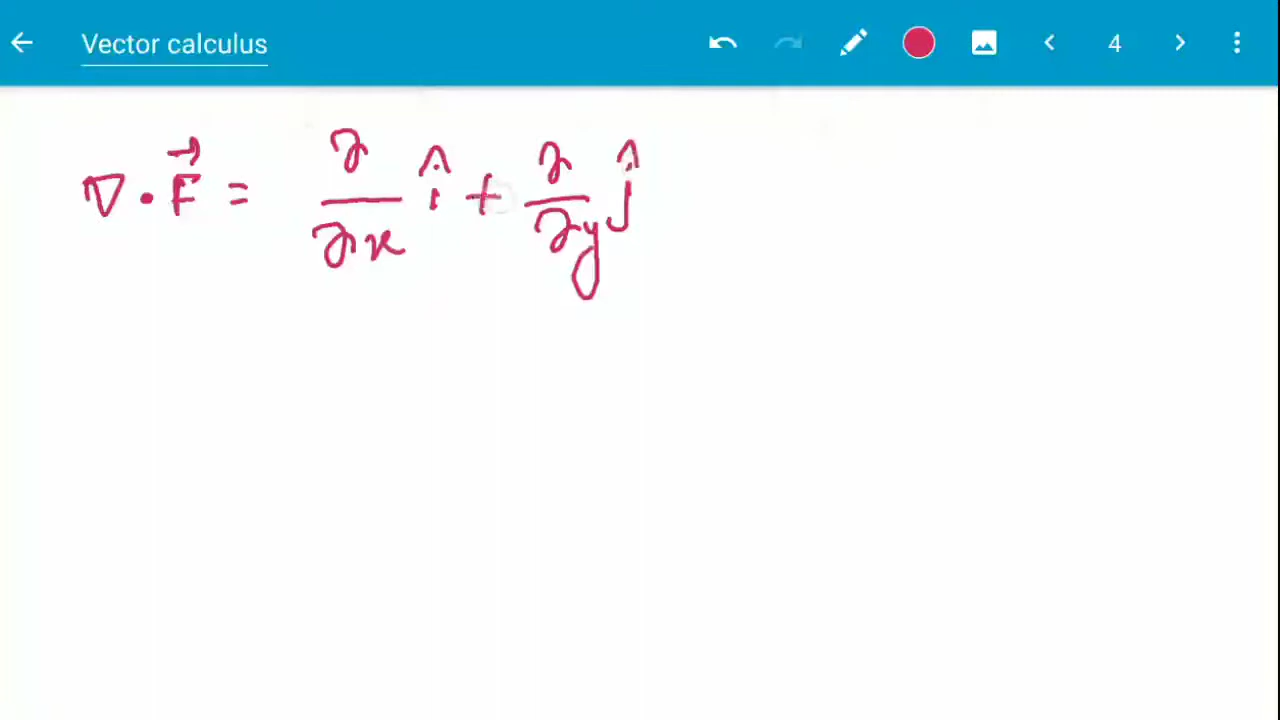 Vector calculus
4
∇ · F⃗ = ∂/∂x î + ∂/∂y ĵ